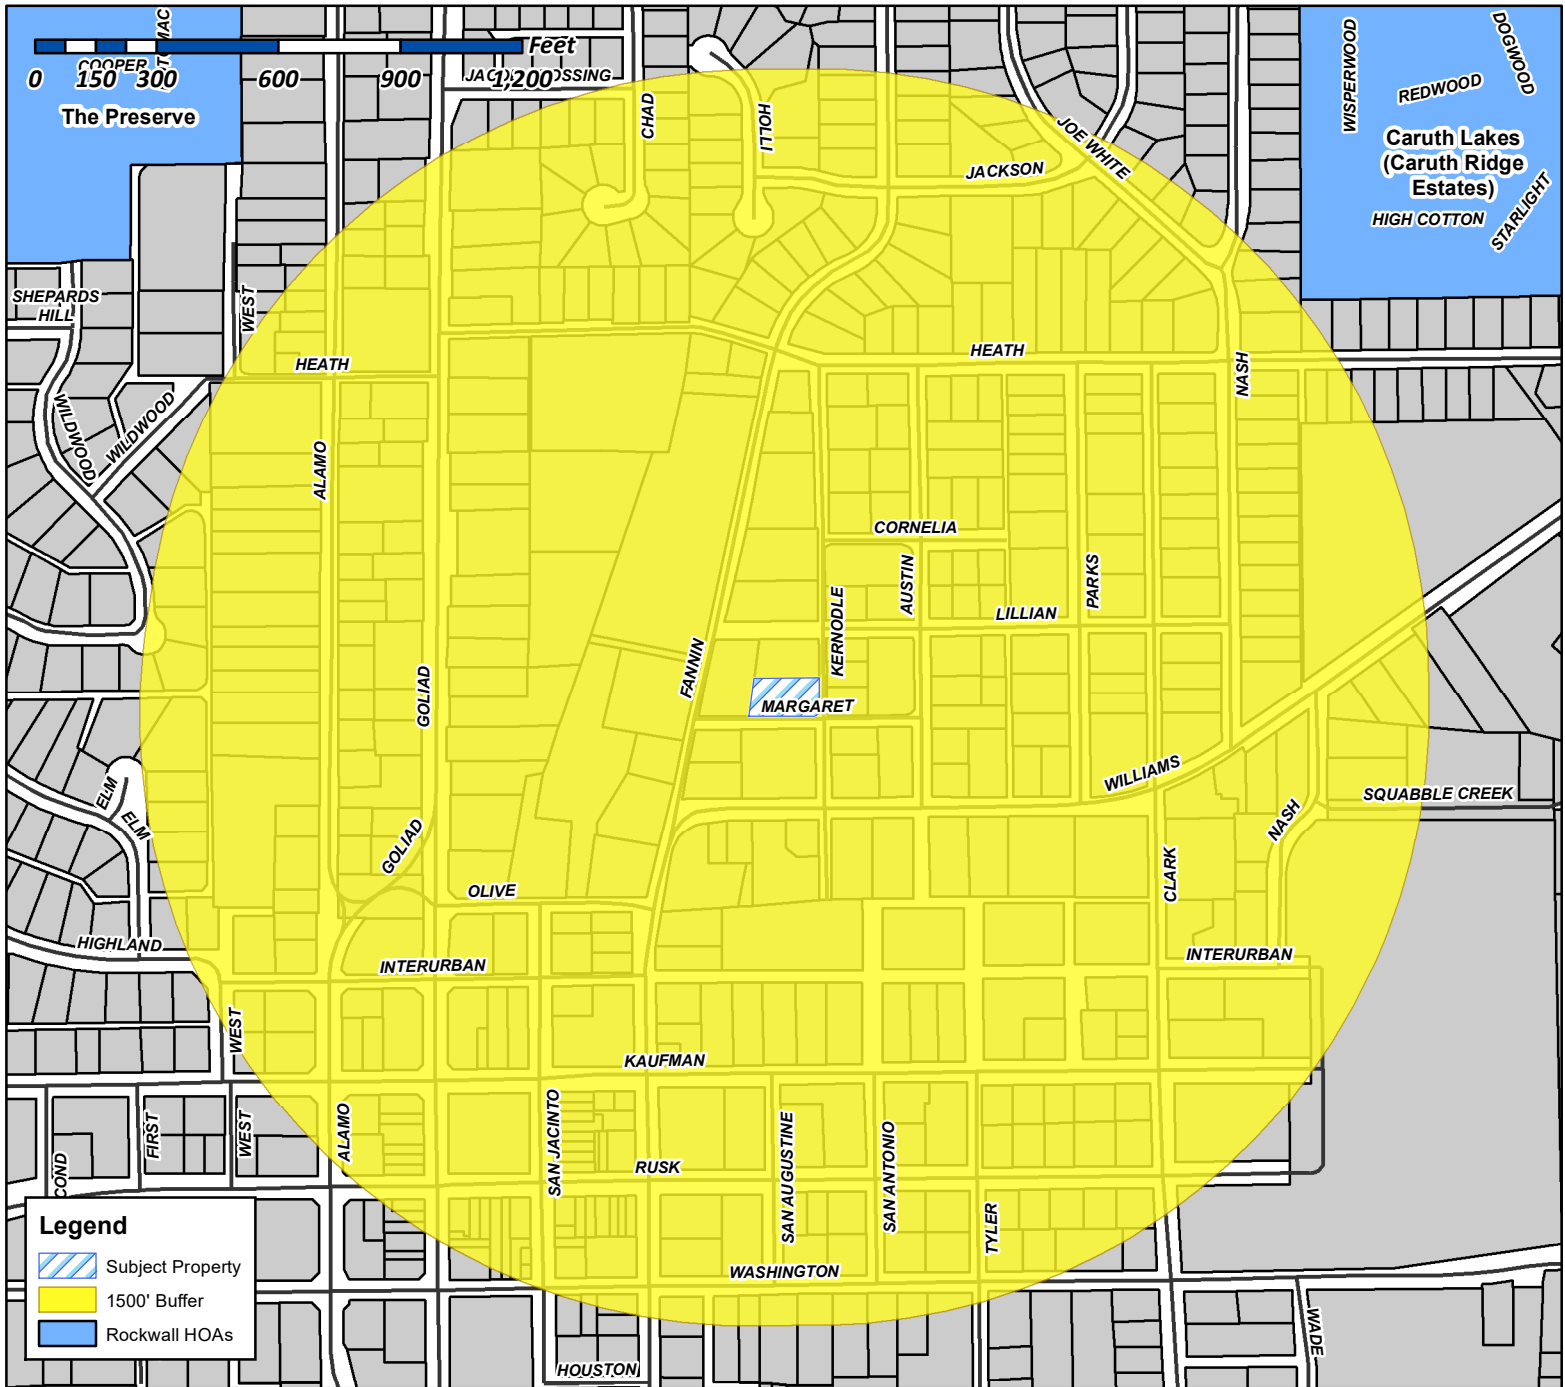 Feet
0 150 300 600 900 1,200
COOPER
The Preserve
CHAD
HOLLI
JOE WHITE
JACKSON
WISPERWOOD
REDWOOD
DOGWOOD
Caruth Lakes
(Caruth Ridge
Estates)
HIGH COTTON
STARLIGHT
SHEPARDS
HILL
WEST
HEATH
HEATH
NASH
WILDWOOD
WILDWOOD
ALAMO
CORNELIA
AUSTIN
PARKS
KERNODLE
LILLIAN
FANNIN
GOLIAD
MARGARET
WILLIAMS
SQUABBLE CREEK
ELM
ELM
GOLIAD
NASH
CLARK
OLIVE
HIGHLAND
INTERURBAN
INTERURBAN
WEST
KAUFMAN
FIRST
WEST
ALAMO
SAN JACINTO
RUSK
SAN AUGUSTINE
SAN ANTONIO
TYLER
WASHINGTON
WADE
HOUSTON
Legend
Subject Property
1500' Buffer
Rockwall HOAs